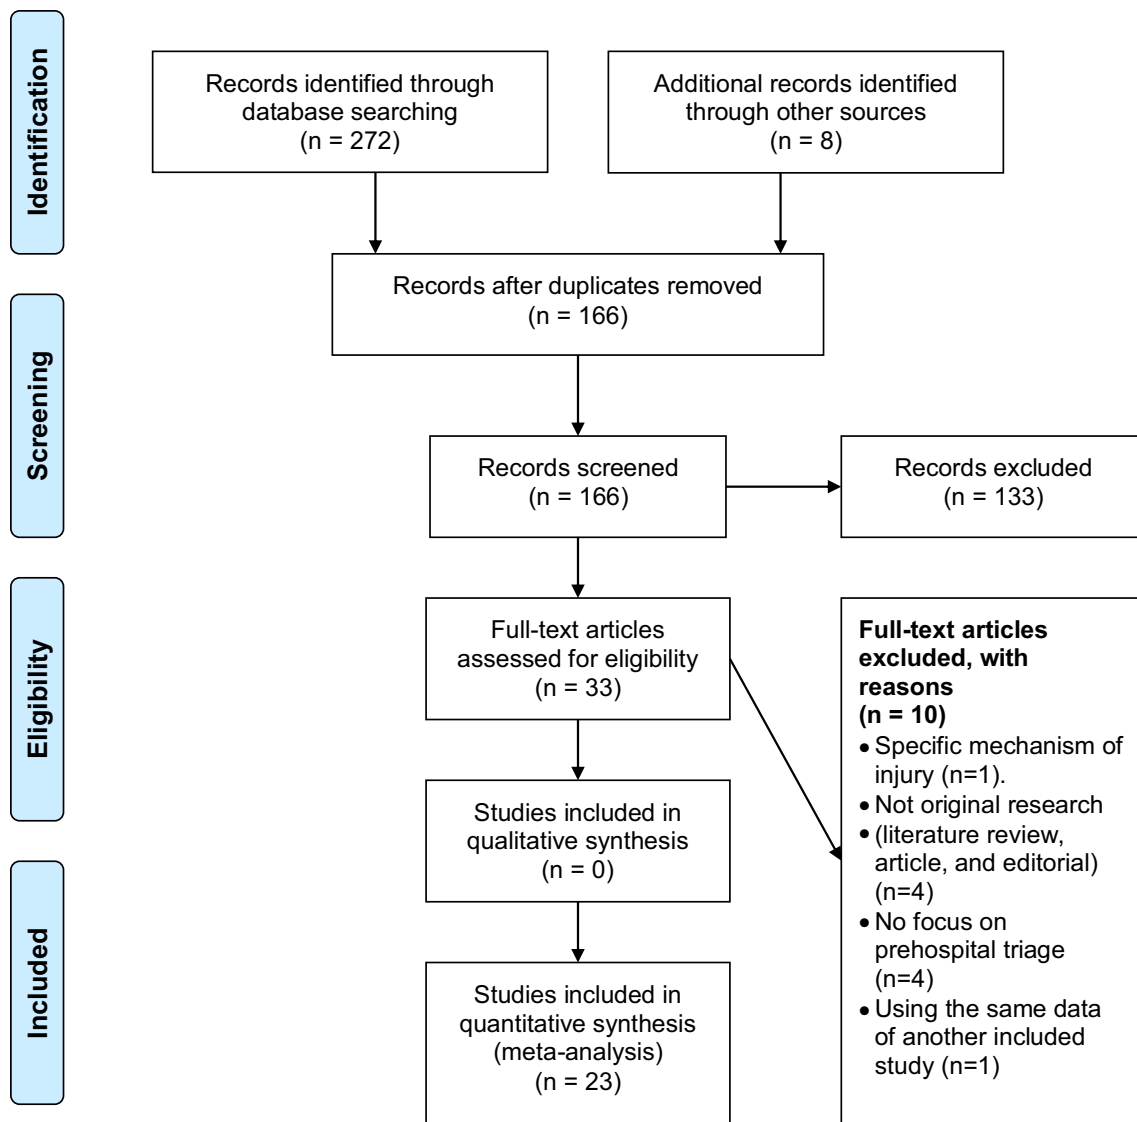 Identification
Records identified through
database searching
(n = 272)
Additional records identified
through other sources
(n = 8)
Records after duplicates removed
(n = 166)
Screening
Records screened
(n = 166)
Records excluded
(n = 133)
Eligibility
Full-text articles
assessed for eligibility
(n = 33)
Full-text articles
excluded, with
reasons
(n = 10)
• Specific mechanism of
injury (n=1).
• Not original research
• (literature review,
article, and editorial)
(n=4)
• No focus on
prehospital triage
(n=4)
• Using the same data
of another included
study (n=1)
Studies included in
qualitative synthesis
(n = 0)
Included
Studies included in
quantitative synthesis
(meta-analysis)
(n = 23)